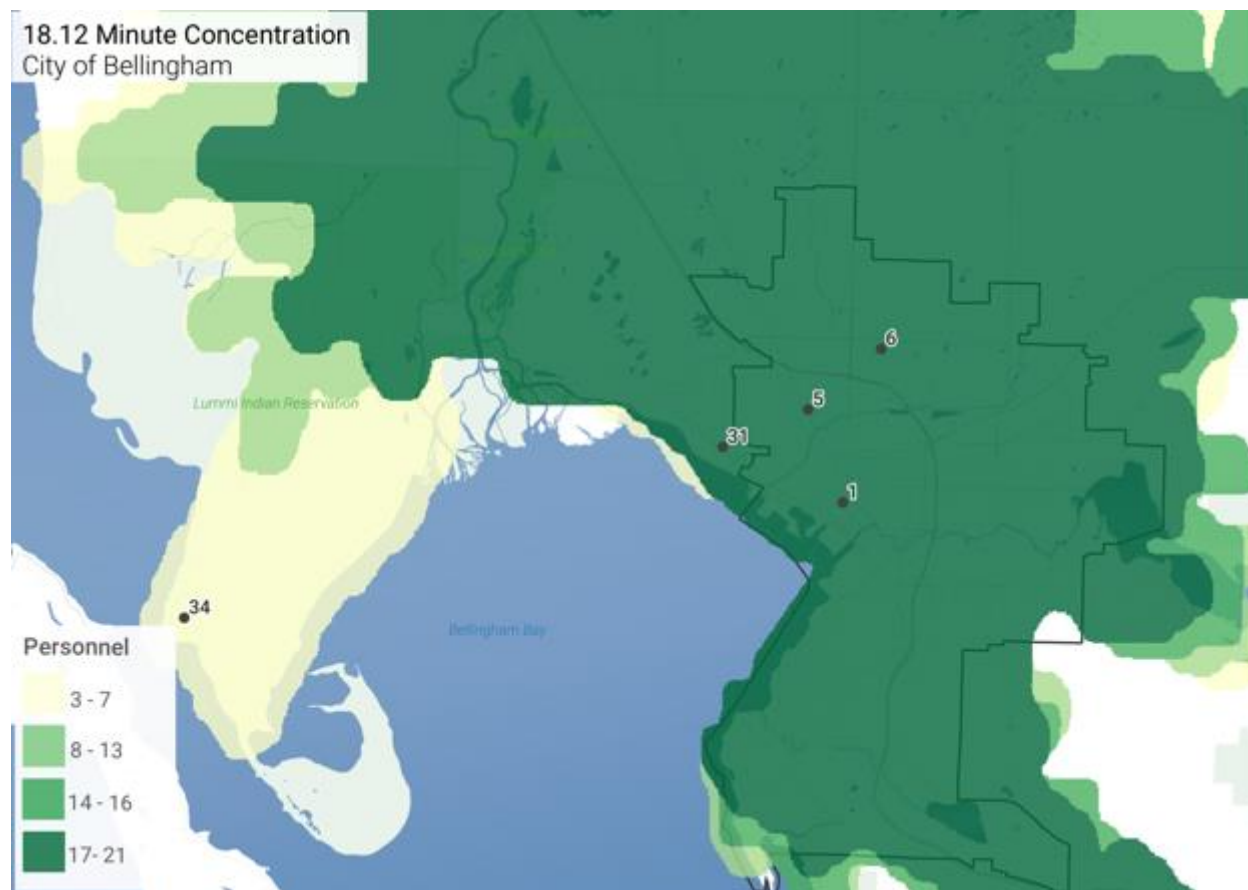 18.12 Minute Concentration
City of Bellingham
6
5
31
1
Lummi Indian Reservation
34
Bellingham Bay
Personnel
3 - 7
8 - 13
14 - 16
17- 21